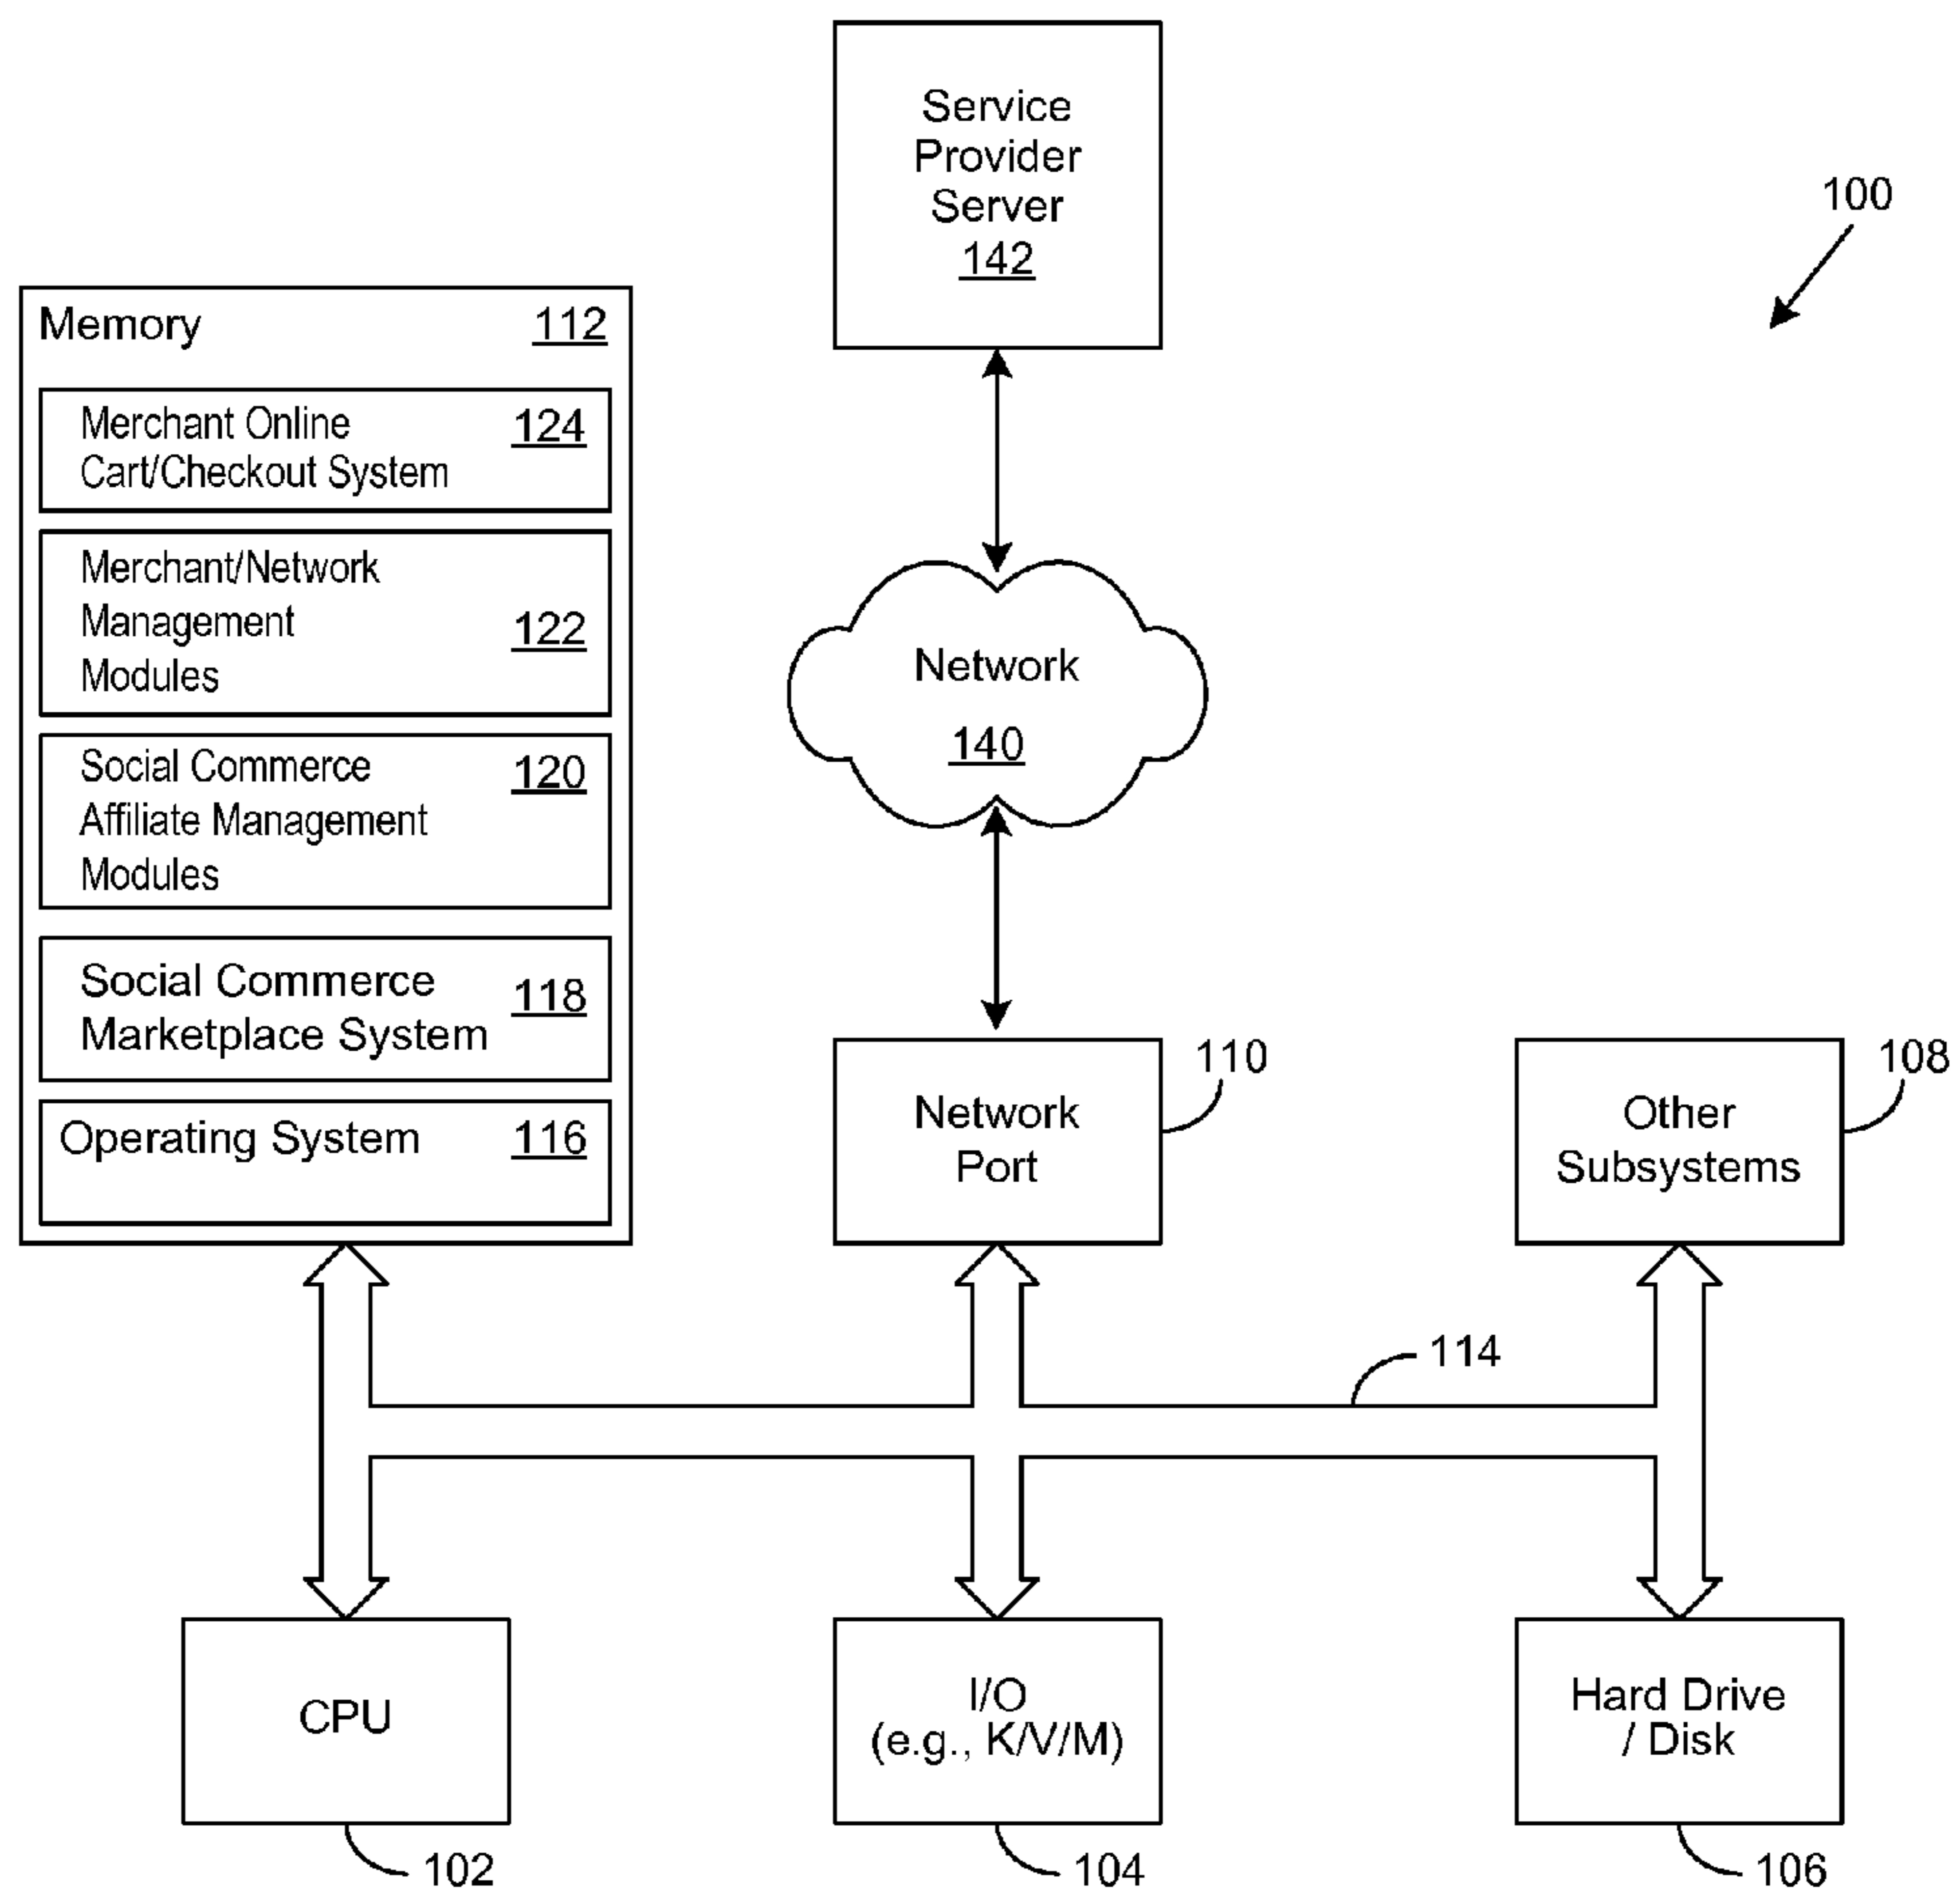 Service
Provider
Server
142
100
Memory 112
Merchant Online 124
Cart/Checkout System
Merchant/Network
Management 122
Modules
Social Commerce 120
Affiliate Management
Modules
Social Commerce 118
Marketplace System
Operating System 116
Network
140
Network
Port
110
Other
Subsystems
108
114
CPU
102
I/O
(e.g., K/V/M)
104
Hard Drive
/ Disk
106